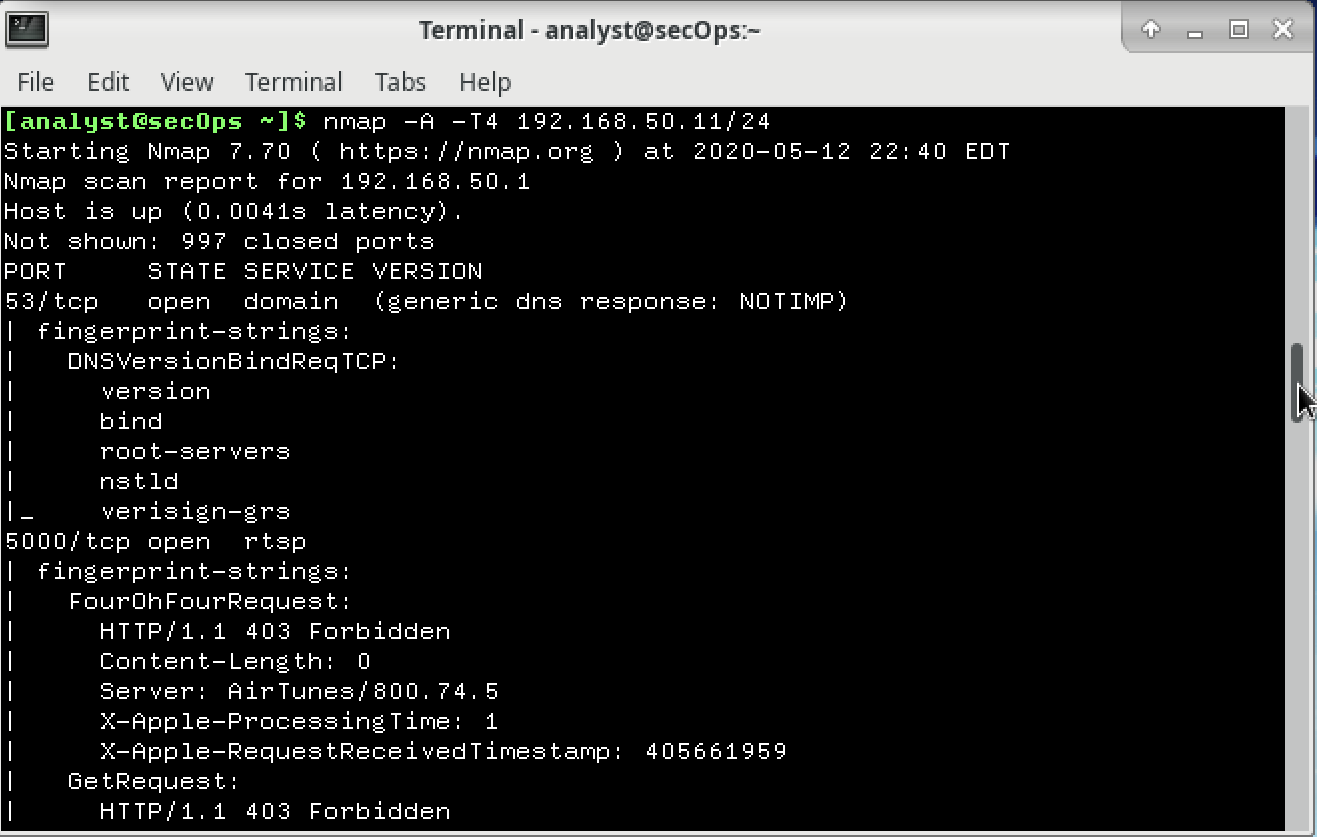 Terminal - analyst@secOps:~
File Edit View Terminal Tabs Help
[analyst@secOps ~]$ nmap -A -T4 192.168.50.11/24
Starting Nmap 7.70 ( https://nmap.org ) at 2020-05-12 22:40 EDT
Nmap scan report for 192.168.50.1
Host is up (0.0041s latency).
Not shown: 997 closed ports
PORT     STATE SERVICE VERSION
53/tcp   open  domain  (generic dns response: NOTIMP)
| fingerprint-strings:
|   DNSVersionBindReqTCP:
|     version
|     bind
|     root-servers
|     nstld
|_    verisign-grs
5000/tcp open  rtsp
| fingerprint-strings:
|   FourOhFourRequest:
|     HTTP/1.1 403 Forbidden
|     Content-Length: 0
|     Server: AirTunes/800.74.5
|     X-Apple-ProcessingTime: 1
|     X-Apple-RequestReceivedTimestamp: 405661959
|   GetRequest:
|     HTTP/1.1 403 Forbidden